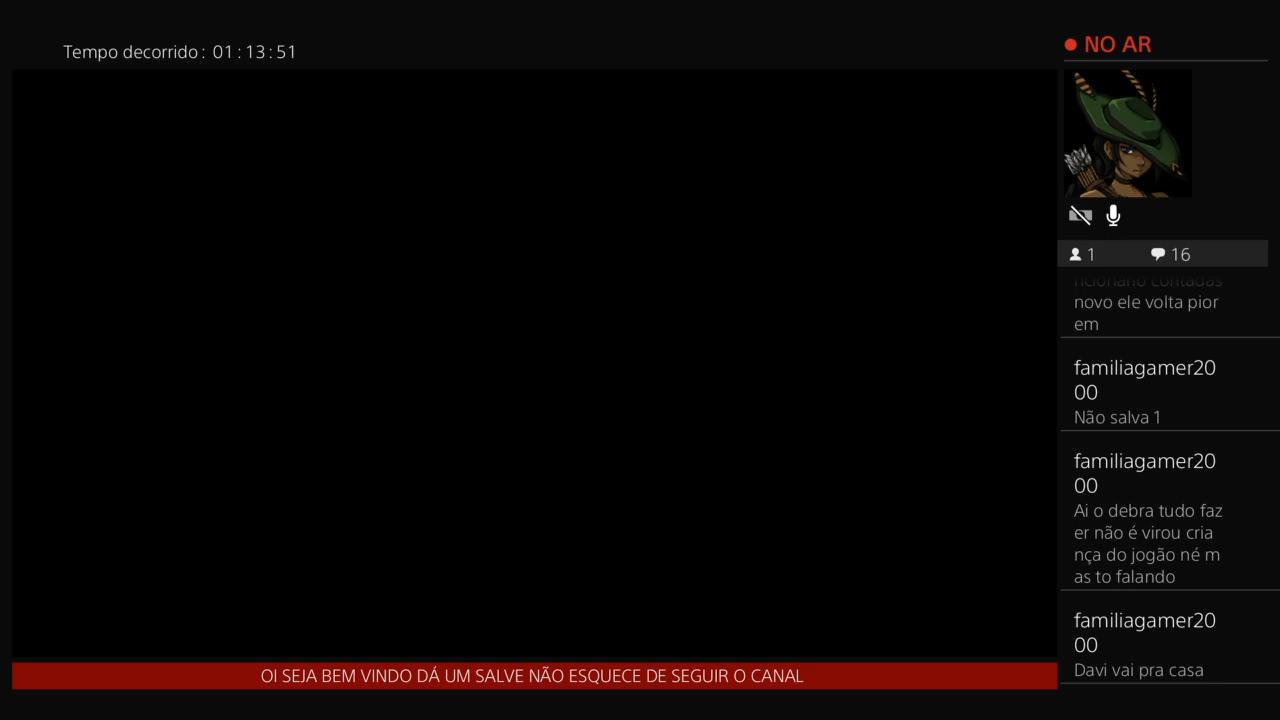 Tempo decorrido: 01:13:51
NO AR
1 16
ncionario contadas
novo ele volta pior
em
familiagamer20
00
Não salva 1
familiagamer20
00
Ai o debra tudo faz
er não é virou cria
nça do jogão né m
as to falando
familiagamer20
00
Davi vai pra casa
OI SEJA BEM VINDO DÁ UM SALVE NÃO ESQUECE DE SEGUIR O CANAL